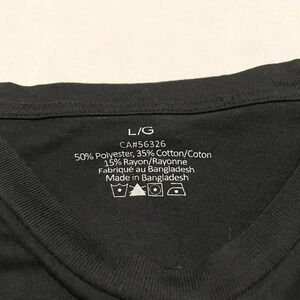 L/G
CA#56326
50% Polyester, 35% Cotton/Coton
15% Rayon/Rayonne
Fabriqué au Bangladesh
Made in Bangladesh